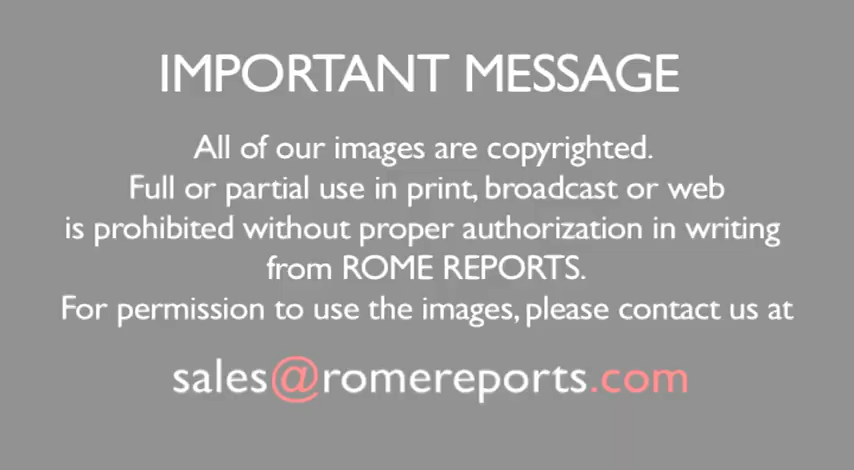 IMPORTANT MESSAGE
All of our images are copyrighted.
Full or partial use in print, broadcast or web
is prohibited without proper authorization in writing
from ROME REPORTS.
For permission to use the images, please contact us at
sales@romereports.com